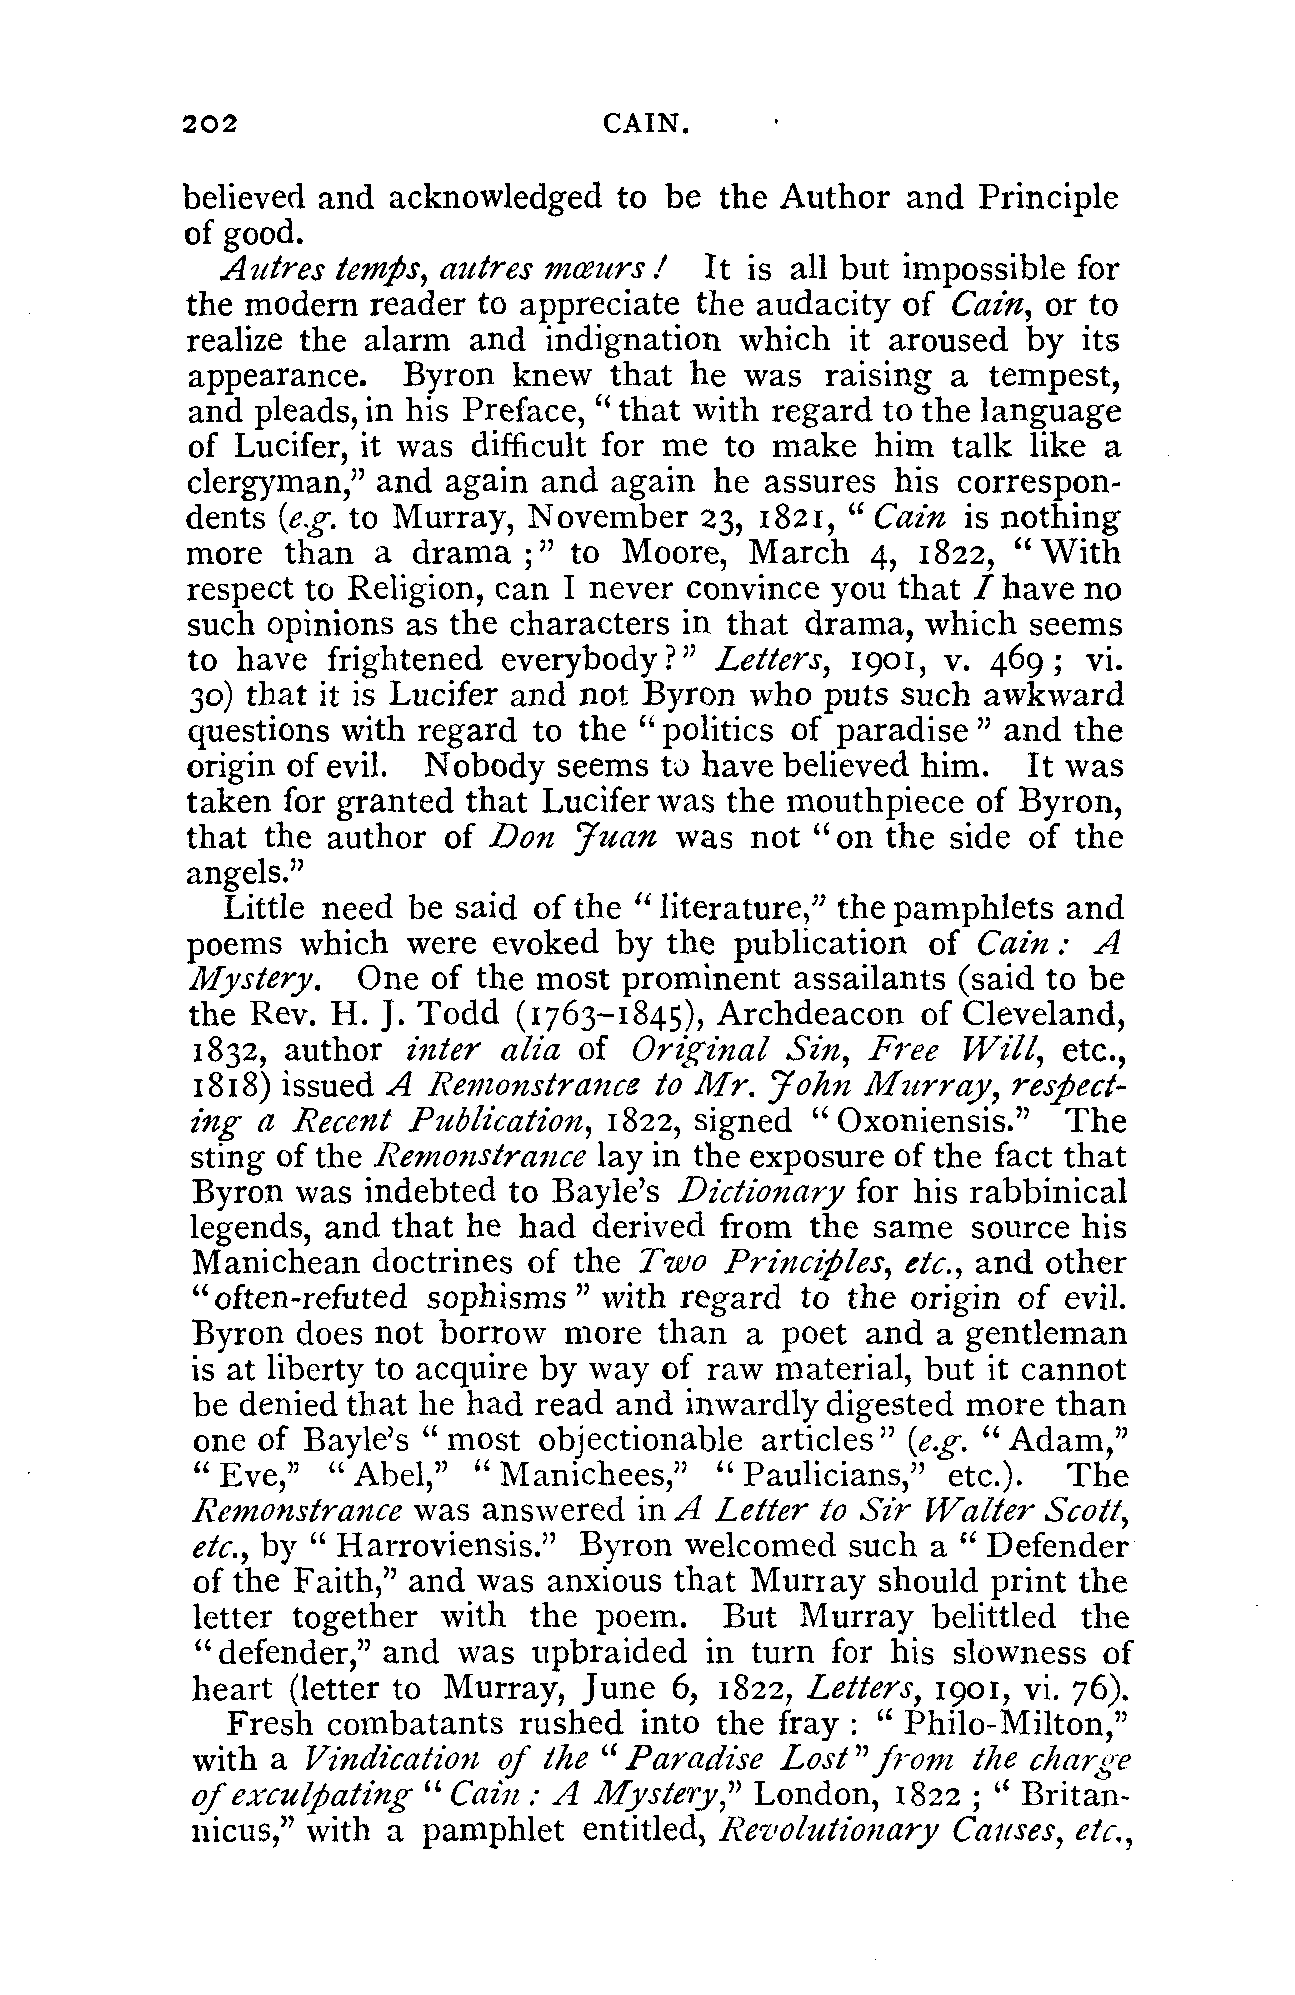 202 CAIN.
believed and acknowledged to be the Author and Principle
of good.
Autres temps, autres mœurs! It is all but impossible for
the modern reader to appreciate the audacity of Cain, or to
realize the alarm and indignation which it aroused by its
appearance. Byron knew that he was raising a tempest,
and pleads, in his Preface, "that with regard to the language
of Lucifer, it was difficult for me to make him talk like a
clergyman," and again and again he assures his correspon-
dents (e.g. to Murray, November 23, 1821, "Cain is nothing
more than a drama;" to Moore, March 4, 1822, "With
respect to Religion, can I never convince you that I have no
such opinions as the characters in that drama, which seems
to have frightened everybody?" Letters, 1901, v. 469; vi.
30) that it is Lucifer and not Byron who puts such awkward
questions with regard to the "politics of paradise" and the
origin of evil. Nobody seems to have believed him. It was
taken for granted that Lucifer was the mouthpiece of Byron,
that the author of Don Juan was not "on the side of the
angels."
Little need be said of the "literature," the pamphlets and
poems which were evoked by the publication of Cain: A
Mystery. One of the most prominent assailants (said to be
the Rev. H. J. Todd (1763-1845), Archdeacon of Cleveland,
1832, author inter alia of Original Sin, Free Will, etc.,
1818) issued A Remonstrance to Mr. John Murray, respect-
ing a Recent Publication, 1822, signed "Oxoniensis." The
sting of the Remonstrance lay in the exposure of the fact that
Byron was indebted to Bayle's Dictionary for his rabbinical
legends, and that he had derived from the same source his
Manichean doctrines of the Two Principles, etc., and other
"often-refuted sophisms" with regard to the origin of evil.
Byron does not borrow more than a poet and a gentleman
is at liberty to acquire by way of raw material, but it cannot
be denied that he had read and inwardly digested more than
one of Bayle's "most objectionable articles" (e.g. "Adam,"
"Eve," "Abel," "Manichees," "Paulicians," etc.). The
Remonstrance was answered in A Letter to Sir Walter Scott,
etc., by "Harroviensis." Byron welcomed such a "Defender
of the Faith," and was anxious that Murray should print the
letter together with the poem. But Murray belittled the
"defender," and was upbraided in turn for his slowness of
heart (letter to Murray, June 6, 1822, Letters, 1901, vi. 76).
Fresh combatants rushed into the fray: "Philo-Milton,"
with a Vindication of the "Paradise Lost" from the charge
of exculpating "Cain: A Mystery," London, 1822; "Britan-
nicus," with a pamphlet entitled, Revolutionary Causes, etc.,